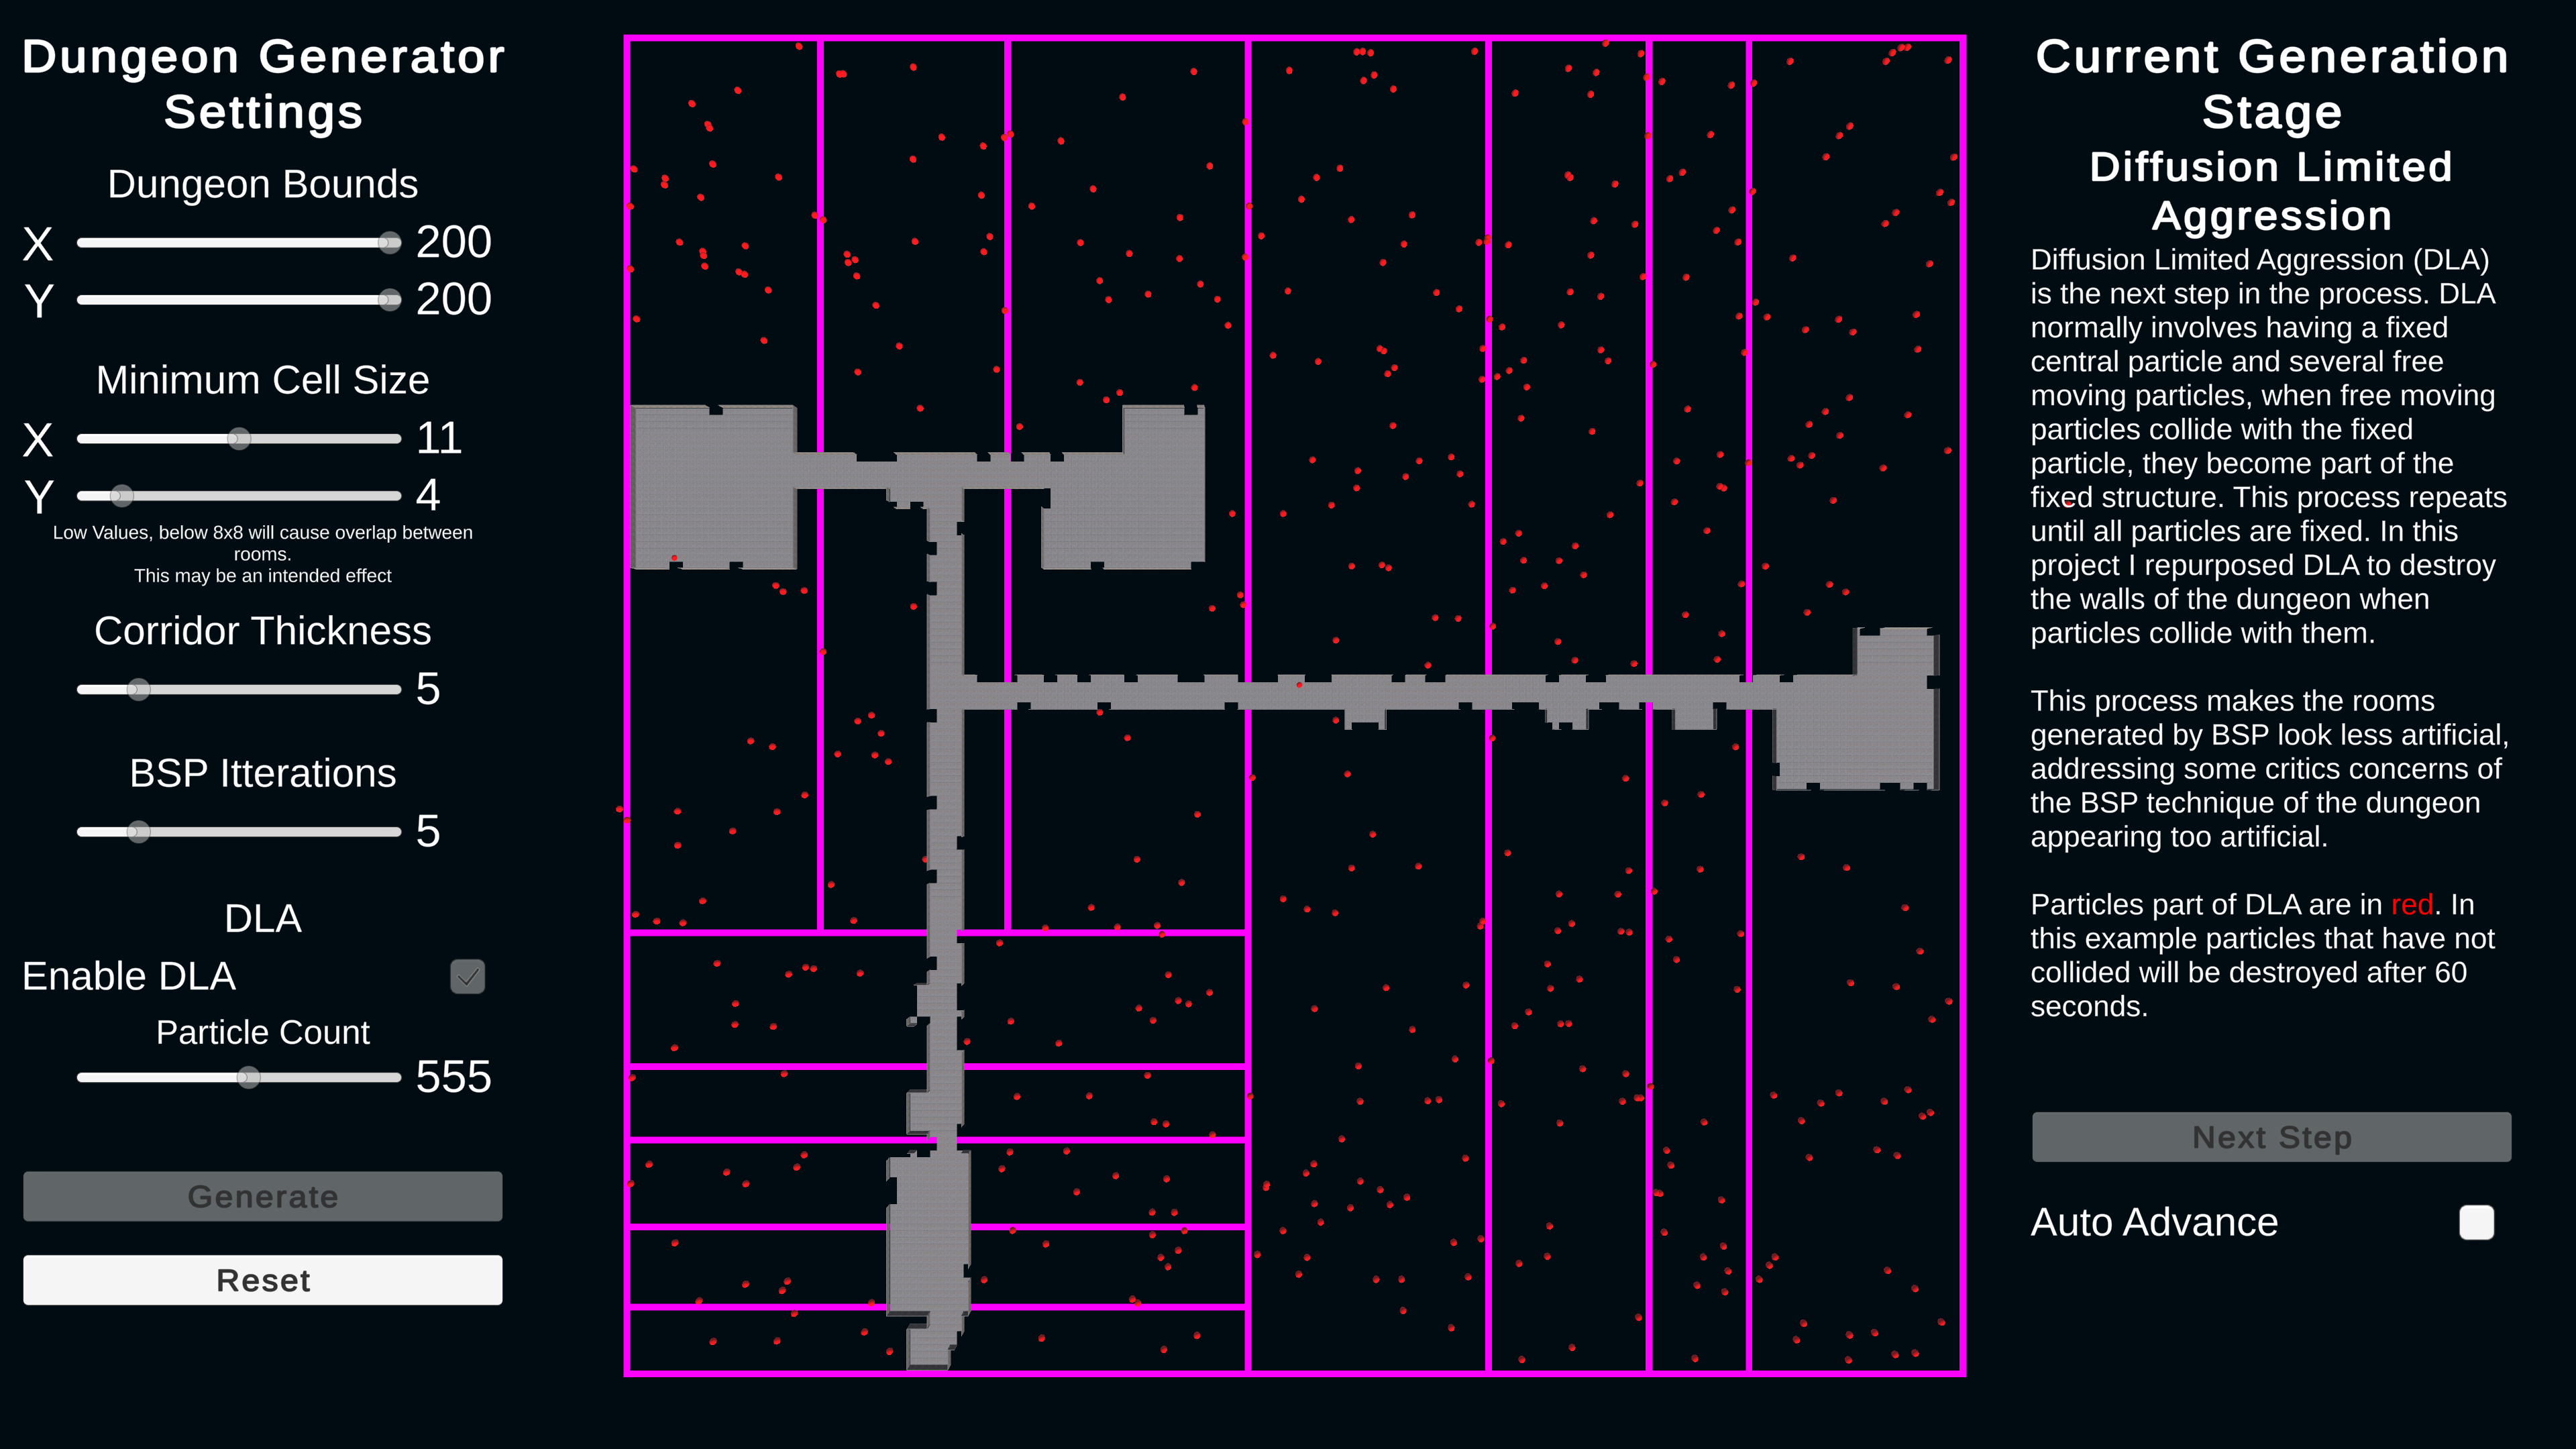 Dungeon Generator
Settings
Dungeon Bounds
X 200
Y 200
Minimum Cell Size
X 11
Y 4
Low Values, below 8x8 will cause overlap between
rooms.
This may be an intended effect
Corridor Thickness
5
BSP Itterations
5
DLA
Enable DLA
Particle Count
555
Generate
Reset
Current Generation
Stage
Diffusion Limited
Aggression
Diffusion Limited Aggression (DLA)
is the next step in the process. DLA
normally involves having a fixed
central particle and several free
moving particles, when free moving
particles collide with the fixed
particle, they become part of the
fixed structure. This process repeats
until all particles are fixed. In this
project I repurposed DLA to destroy
the walls of the dungeon when
particles collide with them.
This process makes the rooms
generated by BSP look less artificial,
addressing some critics concerns of
the BSP technique of the dungeon
appearing too artificial.
Particles part of DLA are in red. In
this example particles that have not
collided will be destroyed after 60
seconds.
Next Step
Auto Advance